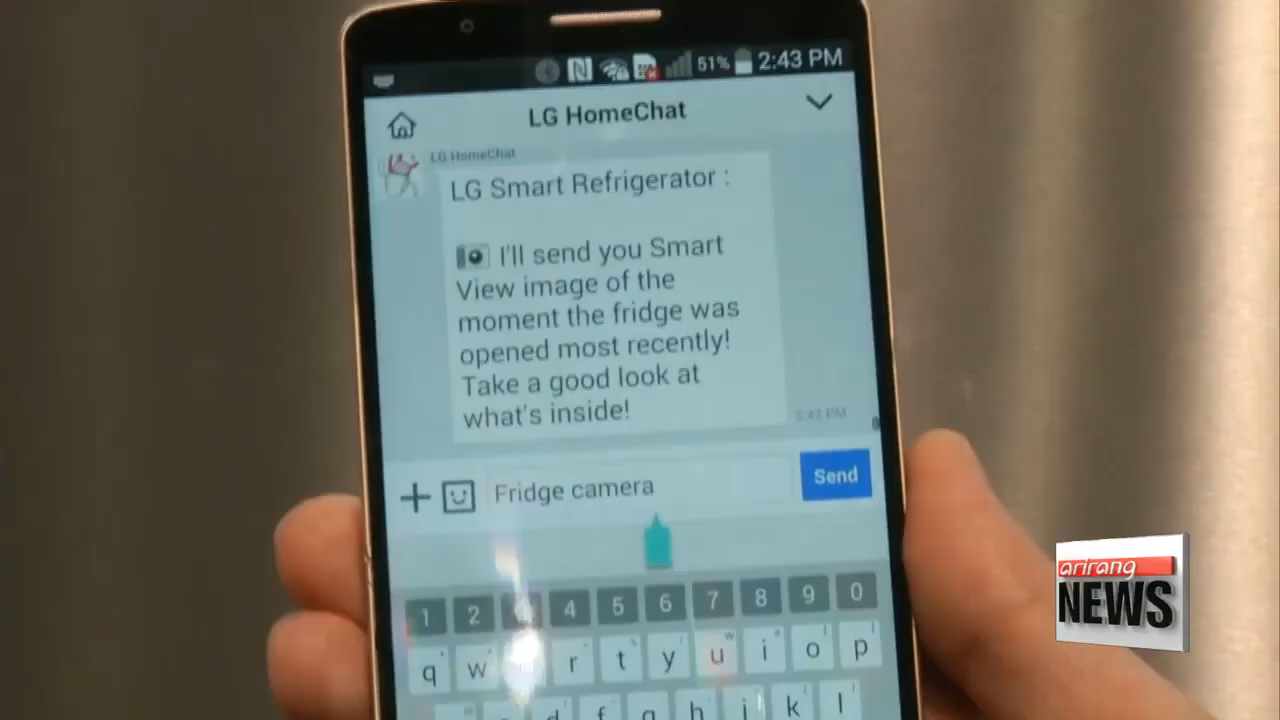 51% 2:43 PM
LG HomeChat
LG HomeChat
LG Smart Refrigerator :
I'll send you Smart
View image of the
moment the fridge was
opened most recently!
Take a good look at
what's inside!
3:42 PM
Fridge camera
Send
1 2 4 5 6 7 8 9 0
q w r t y u i o p
d f g h j k l
arirang
NEWS